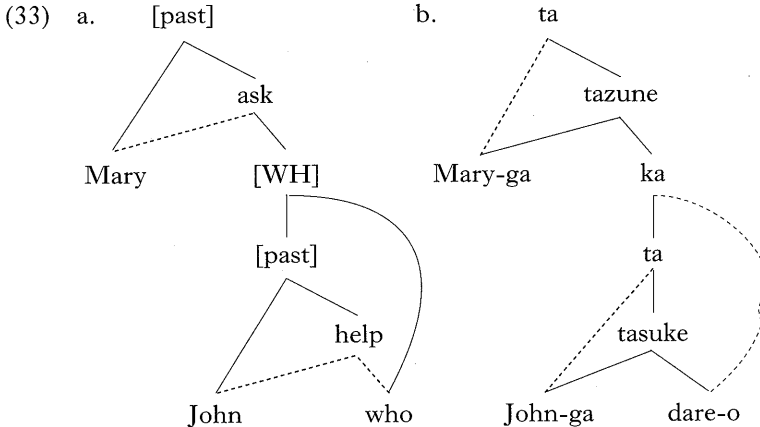 (33) a. [past] b. ta
ask tazune
Mary [WH] Mary-ga ka
[past] ta
help tasuke
John who John-ga dare-o